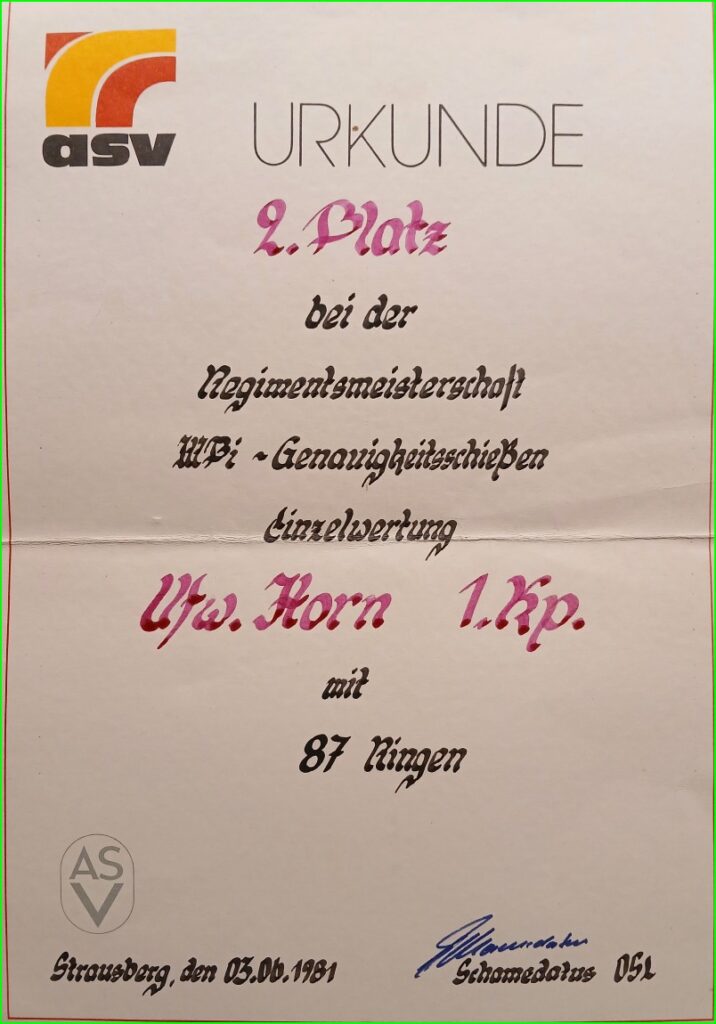 asv
URKUNDE
2. Platz
bei der
Regimentsmeisterschaft
MPi - Genauigkeitsschießen
Einzelwertung
Ufw. Horn 1. Kp.
mit
87 Ringen
ASV
Strausberg, den 03.06.1981
Schamedatus OSL